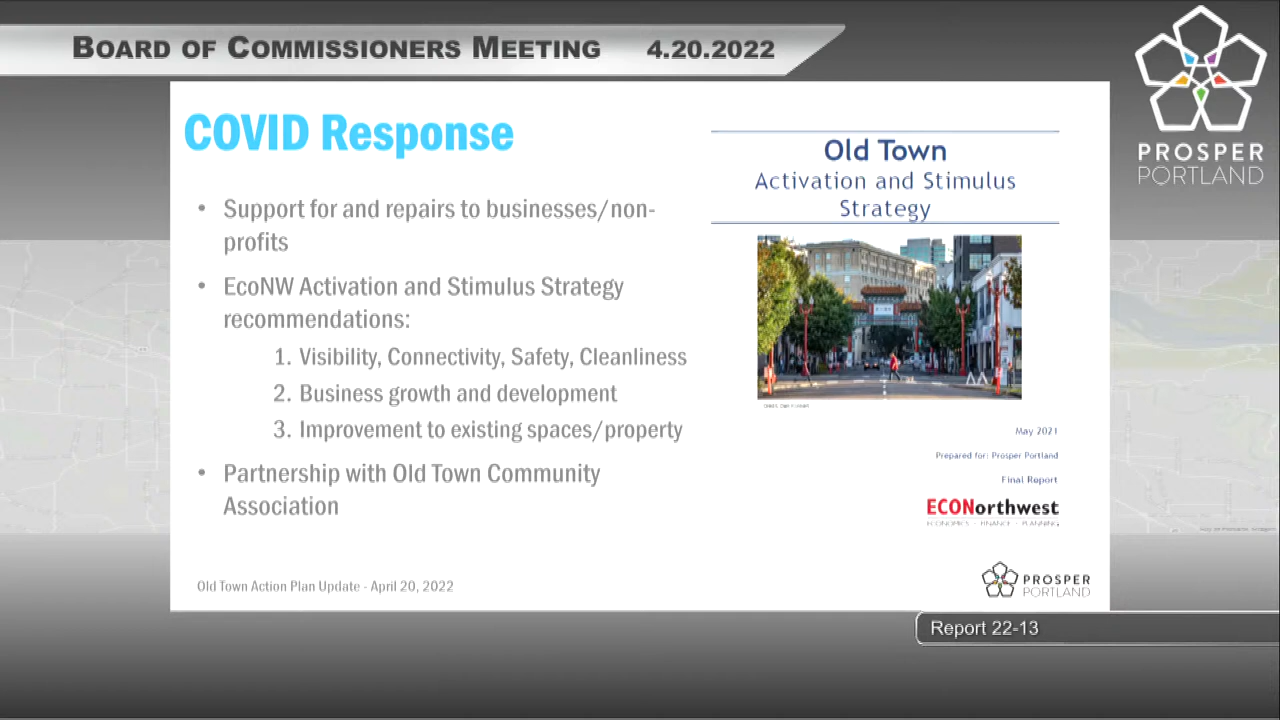 BOARD OF COMMISSIONERS MEETING 4.20.2022
PROSPER
PORTLAND
COVID Response
• Support for and repairs to businesses/non-
profits
• EcoNW Activation and Stimulus Strategy
recommendations:
1. Visibility, Connectivity, Safety, Cleanliness
2. Business growth and development
3. Improvement to existing spaces/property
• Partnership with Old Town Community
Association
Old Town
Activation and Stimulus
Strategy
May 2021
Prepared for: Prosper Portland
Final Report
ECONorthwest
ECONOMICS • FINANCE • PLANNING
Old Town Action Plan Update - April 20, 2022
PROSPER
PORTLAND
Report 22-13